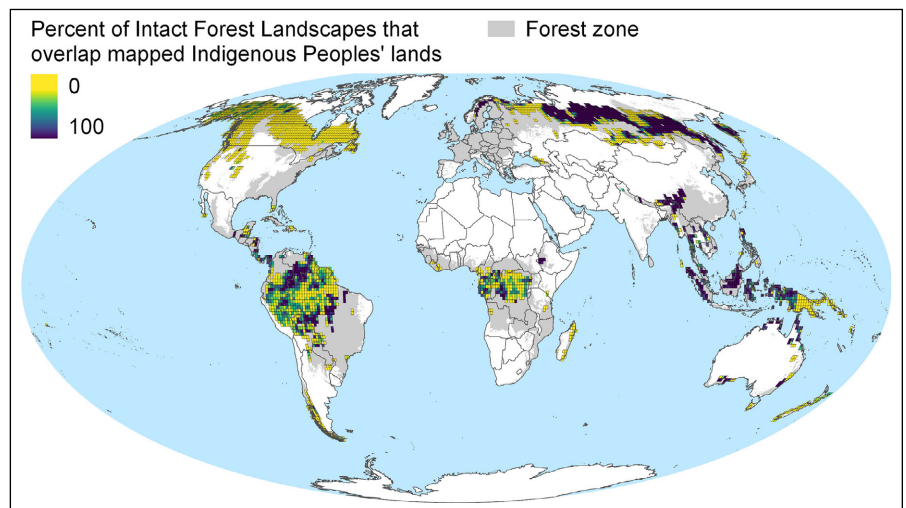 Percent of Intact Forest Landscapes that
overlap mapped Indigenous Peoples' lands
0
100
Forest zone